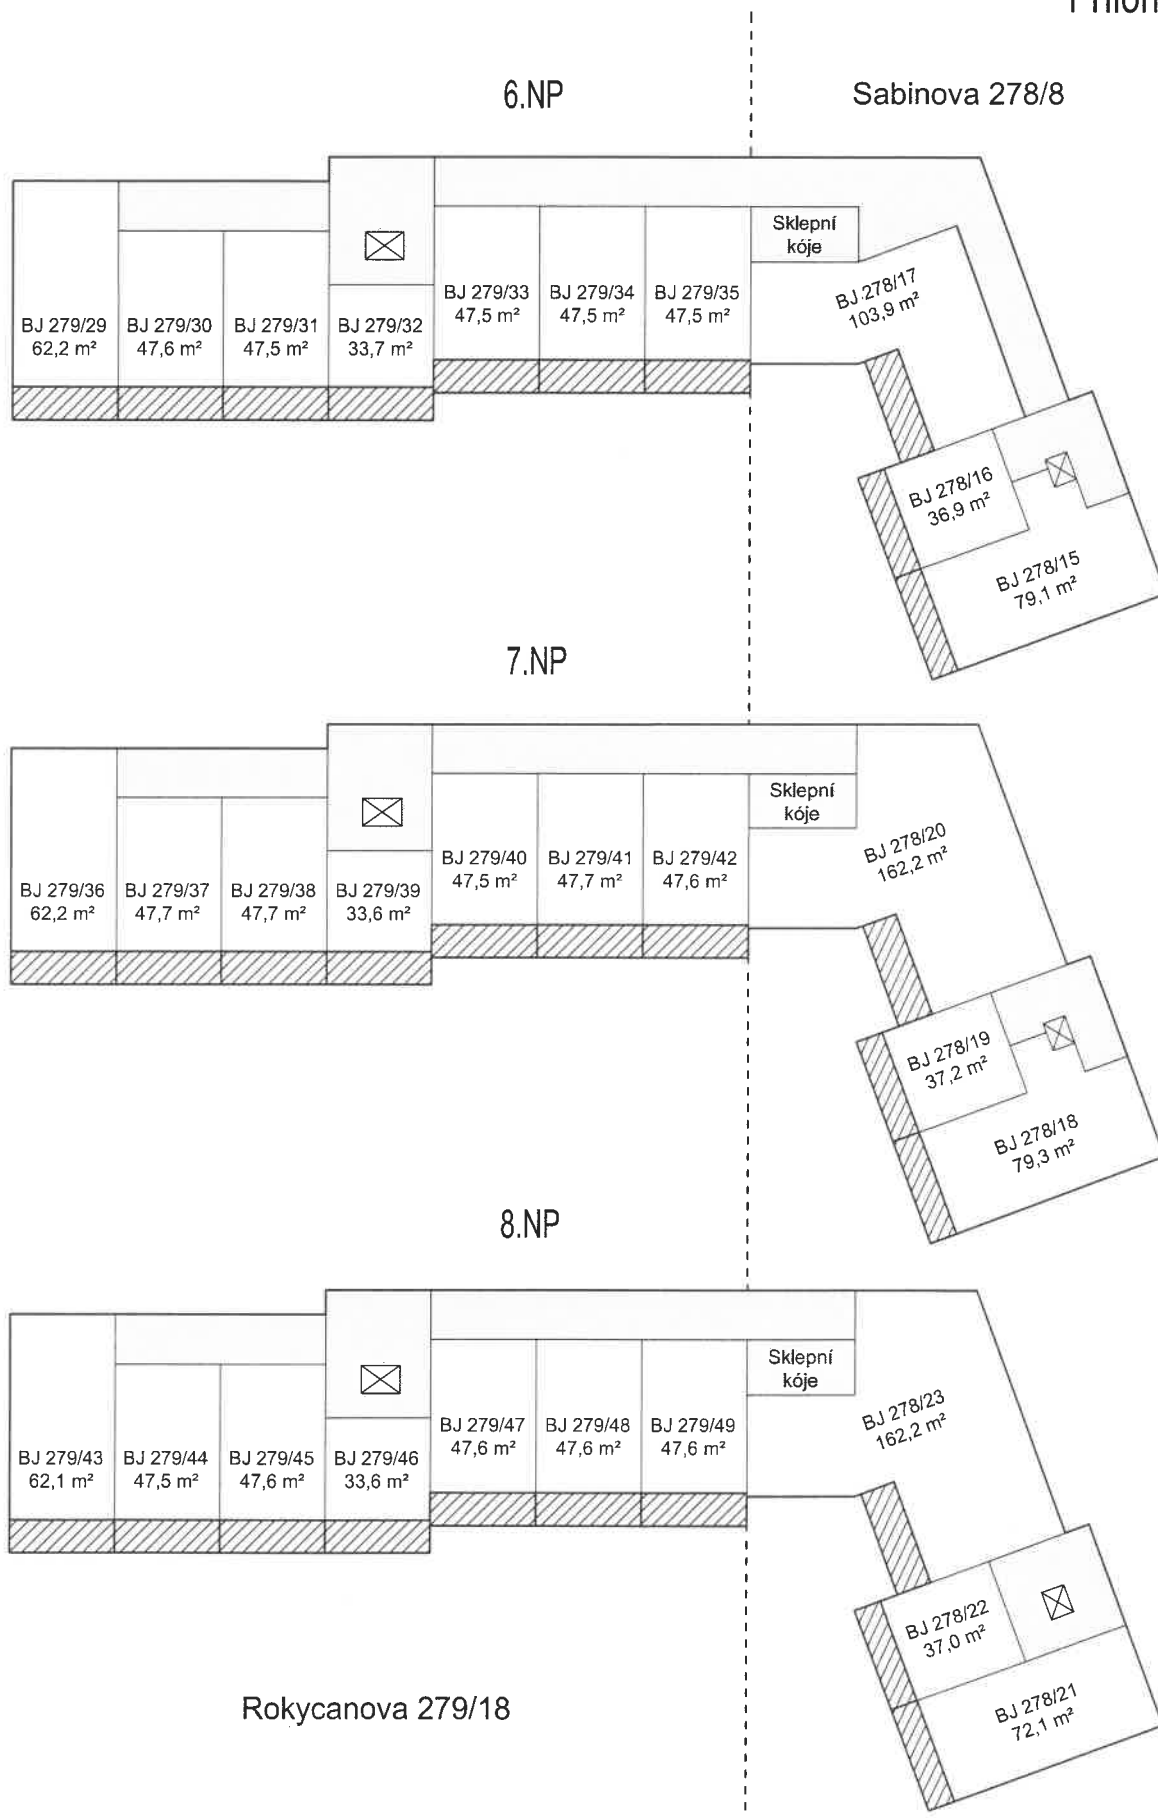 6.NP
Sabinova 278/8
Sklepní
kóje
BJ 279/29
62,2 m²
BJ 279/30
47,6 m²
BJ 279/31
47,5 m²
BJ 279/32
33,7 m²
BJ 279/33
47,5 m²
BJ 279/34
47,5 m²
BJ 279/35
47,5 m²
BJ 278/17
103,9 m²
BJ 278/16
36,9 m²
BJ 278/15
79,1 m²
7.NP
Sklepní
kóje
BJ 279/36
62,2 m²
BJ 279/37
47,7 m²
BJ 279/38
47,7 m²
BJ 279/39
33,6 m²
BJ 279/40
47,5 m²
BJ 279/41
47,7 m²
BJ 279/42
47,6 m²
BJ 278/20
162,2 m²
BJ 278/19
37,2 m²
BJ 278/18
79,3 m²
8.NP
Sklepní
kóje
BJ 279/43
62,1 m²
BJ 279/44
47,5 m²
BJ 279/45
47,6 m²
BJ 279/46
33,6 m²
BJ 279/47
47,6 m²
BJ 279/48
47,6 m²
BJ 279/49
47,6 m²
BJ 278/23
162,2 m²
BJ 278/22
37,0 m²
BJ 278/21
72,1 m²
Rokycanova 279/18